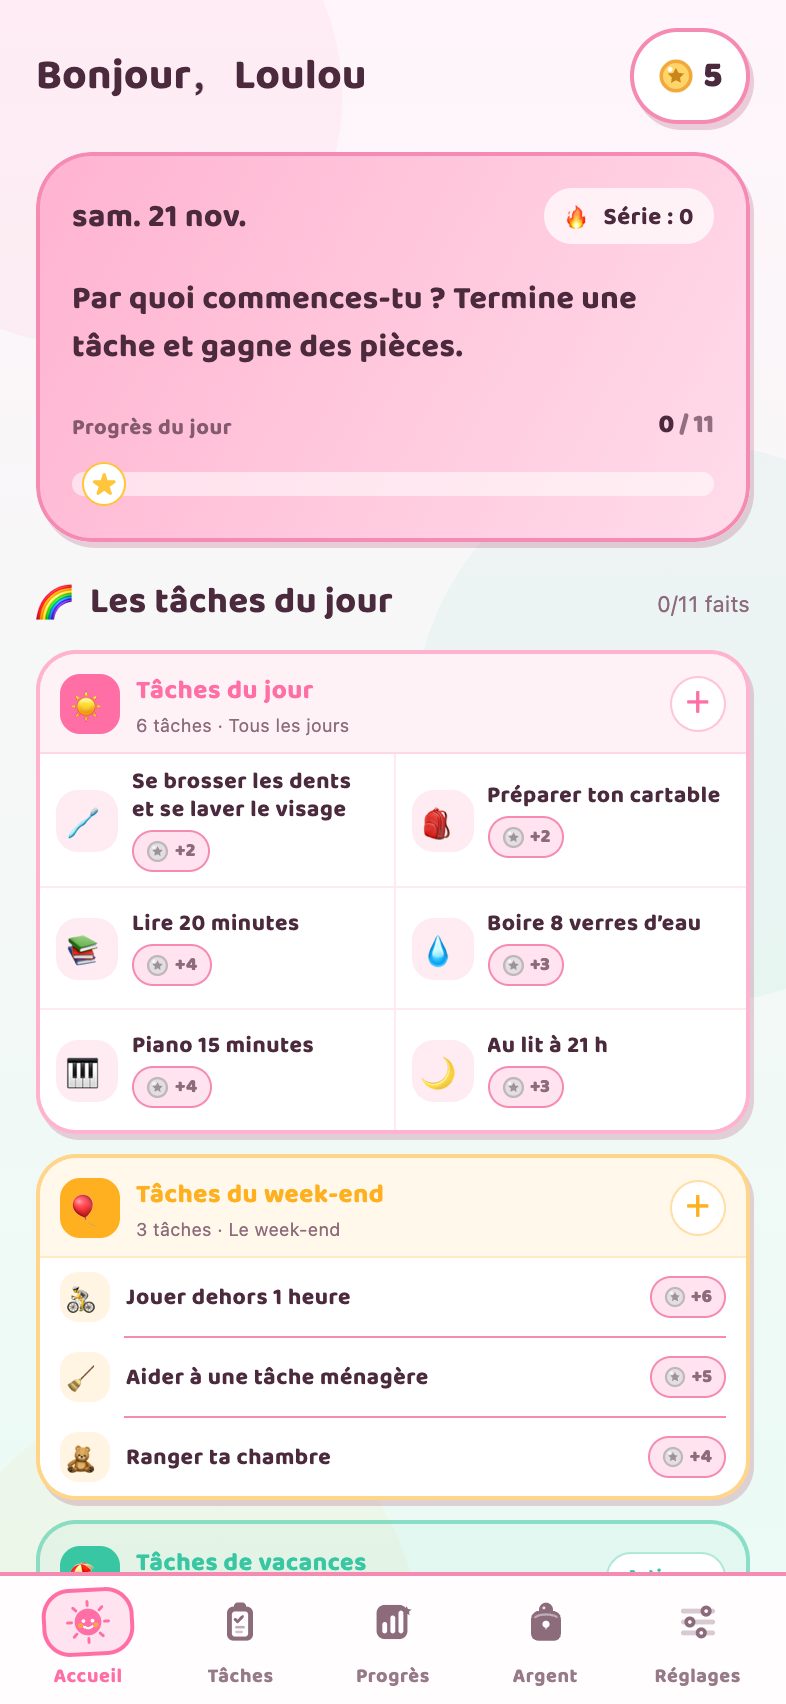 Bonjour, Loulou
5
sam. 21 nov.
Série : 0
Par quoi commences-tu ? Termine une
tâche et gagne des pièces.
Progrès du jour
0 / 11
Les tâches du jour
0/11 faits
Tâches du jour
6 tâches · Tous les jours
Se brosser les dents
et se laver le visage
+2
Préparer ton cartable
+2
Lire 20 minutes
+4
Boire 8 verres d’eau
+3
Piano 15 minutes
+4
Au lit à 21 h
+3
Tâches du week-end
3 tâches · Le week-end
Jouer dehors 1 heure
+6
Aider à une tâche ménagère
+5
Ranger ta chambre
+4
Tâches de vacances
Accueil
Tâches
Progrès
Argent
Réglages